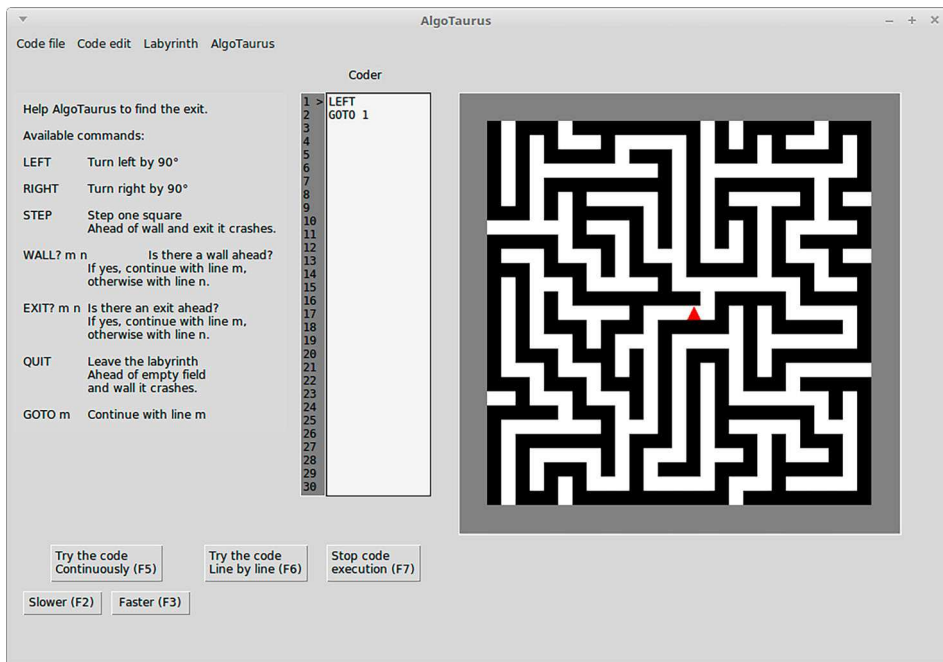 AlgoTaurus
Code file Code edit Labyrinth AlgoTaurus
Coder
Help AlgoTaurus to find the exit.
Available commands:
LEFT Turn left by 90°
RIGHT Turn right by 90°
STEP Step one square
Ahead of wall and exit it crashes.
WALL? m n Is there a wall ahead?
If yes, continue with line m,
otherwise with line n.
EXIT? m n Is there an exit ahead?
If yes, continue with line m,
otherwise with line n.
QUIT Leave the labyrinth
Ahead of empty field
and wall it crashes.
GOTO m Continue with line m
1 > LEFT
2 GOTO 1
3
4
5
6
7
8
9
10
11
12
13
14
15
16
17
18
19
20
21
22
23
24
25
26
27
28
29
30
Try the code
Continuously (F5)
Try the code
Line by line (F6)
Stop code
execution (F7)
Slower (F2) Faster (F3)